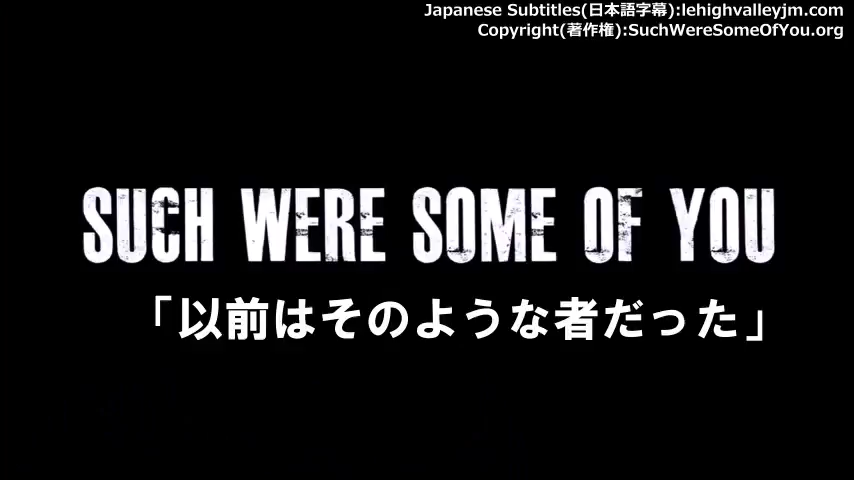 Japanese Subtitles(日本語字幕):lehighvalleyjm.com
Copyright(著作権):SuchWereSomeOfYou.org
SUCH WERE SOME OF YOU
「以前はそのような者だった」